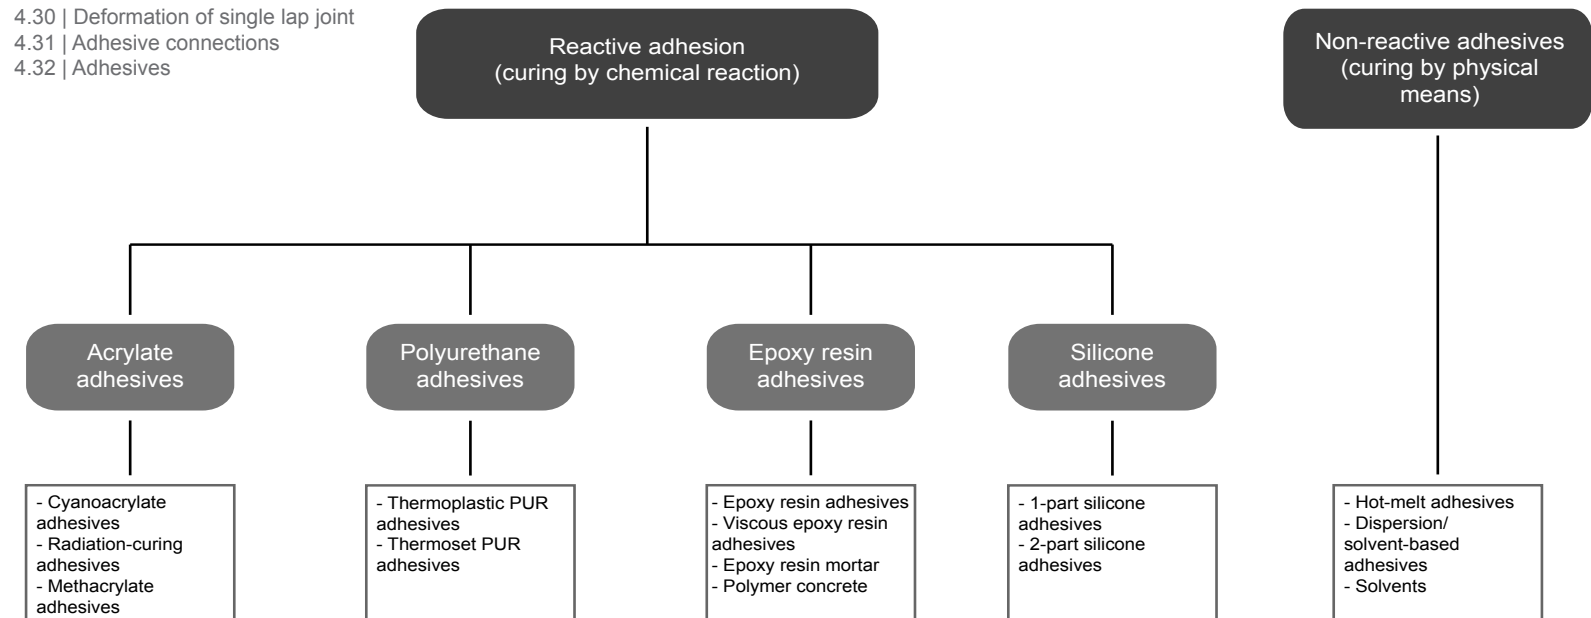 4.30 | Deformation of single lap joint
4.31 | Adhesive connections
4.32 | Adhesives
Reactive adhesion
(curing by chemical reaction)
Non-reactive adhesives
(curing by physical
means)
Acrylate
adhesives
Polyurethane
adhesives
Epoxy resin
adhesives
Silicone
adhesives
- Cyanoacrylate
adhesives
- Radiation-curing
adhesives
- Methacrylate
adhesives
- Thermoplastic PUR
adhesives
- Thermoset PUR
adhesives
- Epoxy resin adhesives
- Viscous epoxy resin
adhesives
- Epoxy resin mortar
- Polymer concrete
- 1-part silicone
adhesives
- 2-part silicone
adhesives
- Hot-melt adhesives
- Dispersion/
solvent-based
adhesives
- Solvents